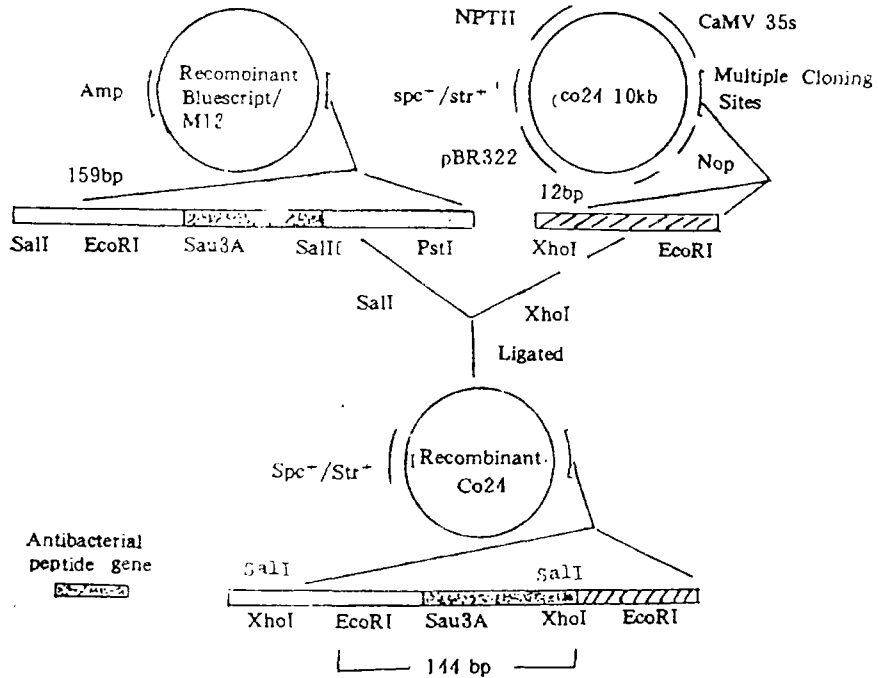 NPTII
CaMV 35s
Amp
Recomoinant
Bluescript/
M13
spc⁺/str⁺
co24 10kb
Multiple Cloning
Sites
pBR322
Nop
159bp
12bp
SalI EcoRI Sau3A SalI PstI
XhoI EcoRI
SalI
XhoI
Ligated
Spc⁺/Str⁺
Recombinant
Co24
Antibacterial
peptide gene
SalI SalI
XhoI EcoRI Sau3A XhoI EcoRI
144 bp